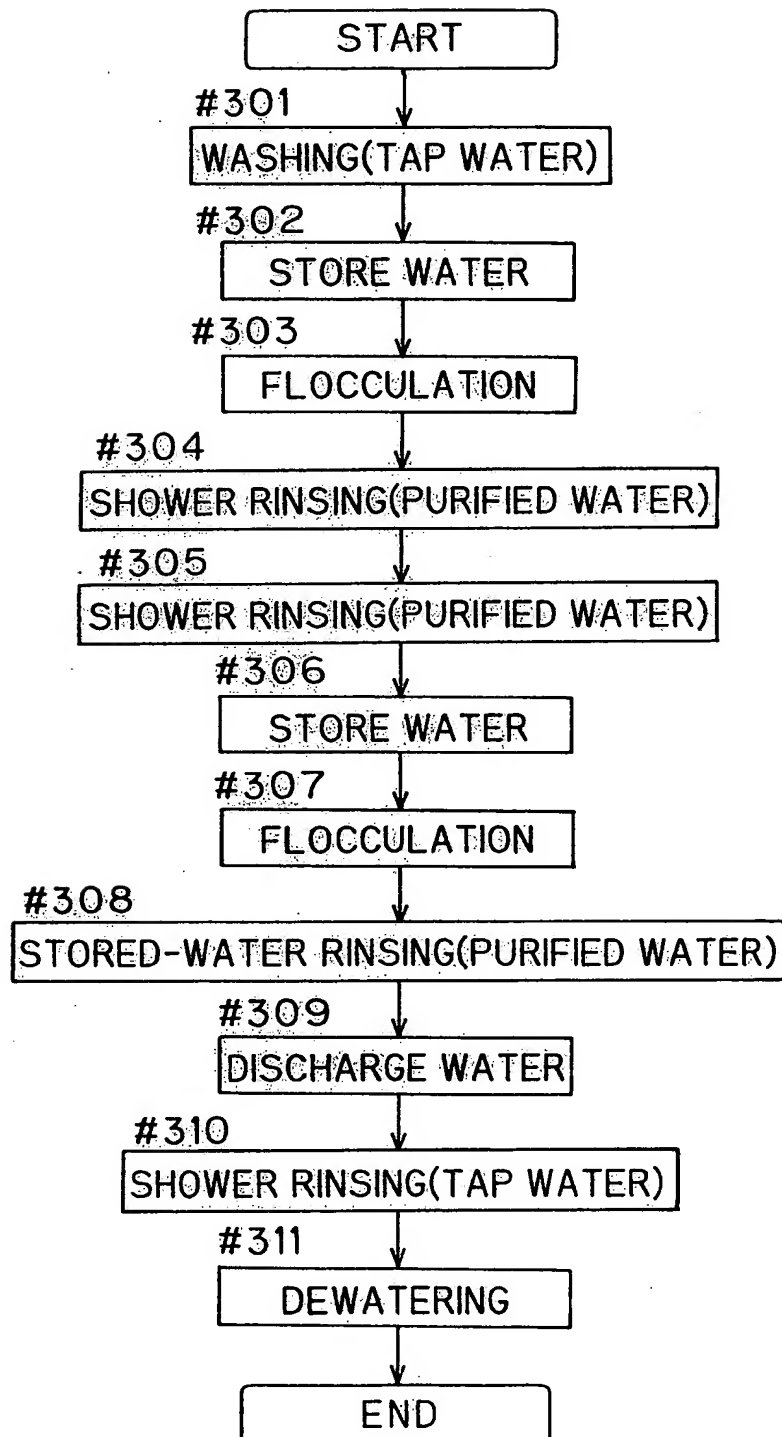 START
#301
WASHING(TAP WATER)
#302
STORE WATER
#303
FLOCCULATION
#304
SHOWER RINSING(PURIFIED WATER)
#305
SHOWER RINSING(PURIFIED WATER)
#306
STORE WATER
#307
FLOCCULATION
#308
STORED-WATER RINSING(PURIFIED WATER)
#309
DISCHARGE WATER
#310
SHOWER RINSING(TAP WATER)
#311
DEWATERING
END